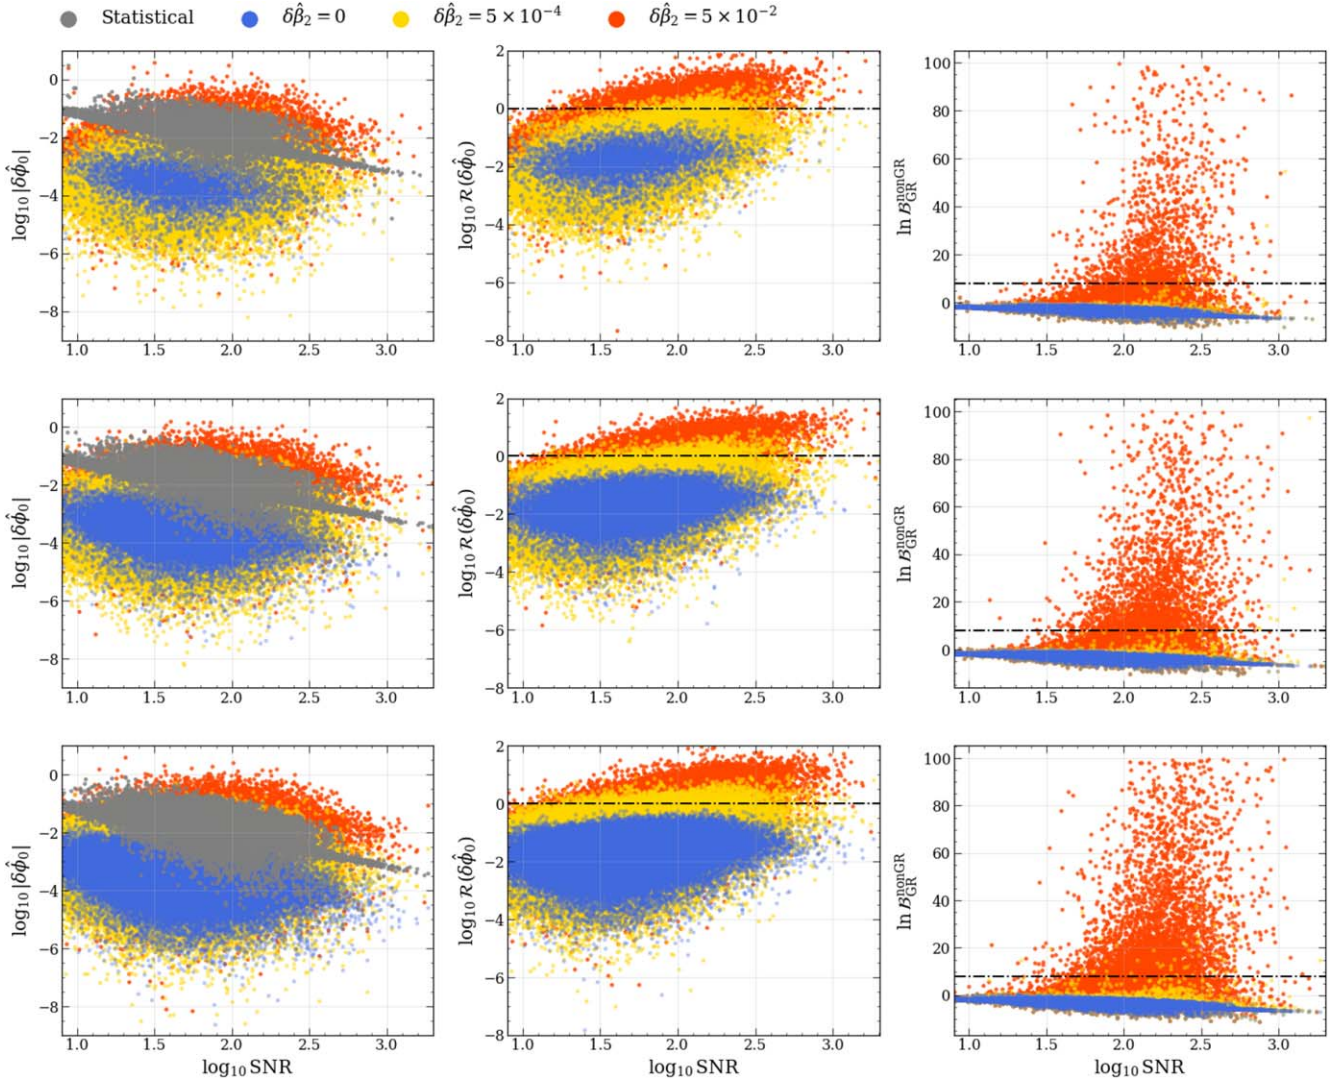 Statistical δβ̂₂ = 0 δβ̂₂ = 5 × 10⁻⁴ δβ̂₂ = 5 × 10⁻²
0
−2
−4
−6
−8
log₁₀ |δϕ̂₀|
1.0 1.5 2.0 2.5 3.0
2
0
−2
−4
−6
−8
log₁₀ ℛ(δϕ̂₀)
1.0 1.5 2.0 2.5 3.0
100
80
60
40
20
0
ln ℬ_GR^nonGR
1.0 1.5 2.0 2.5 3.0
0
−2
−4
−6
−8
log₁₀ |δϕ̂₀|
1.0 1.5 2.0 2.5 3.0
2
0
−2
−4
−6
−8
log₁₀ ℛ(δϕ̂₀)
1.0 1.5 2.0 2.5 3.0
100
80
60
40
20
0
ln ℬ_GR^nonGR
1.0 1.5 2.0 2.5 3.0
0
−2
−4
−6
−8
log₁₀ |δϕ̂₀|
1.0 1.5 2.0 2.5 3.0
log₁₀ SNR
2
0
−2
−4
−6
−8
log₁₀ ℛ(δϕ̂₀)
1.0 1.5 2.0 2.5 3.0
log₁₀ SNR
100
80
60
40
20
0
ln ℬ_GR^nonGR
1.0 1.5 2.0 2.5 3.0
log₁₀ SNR